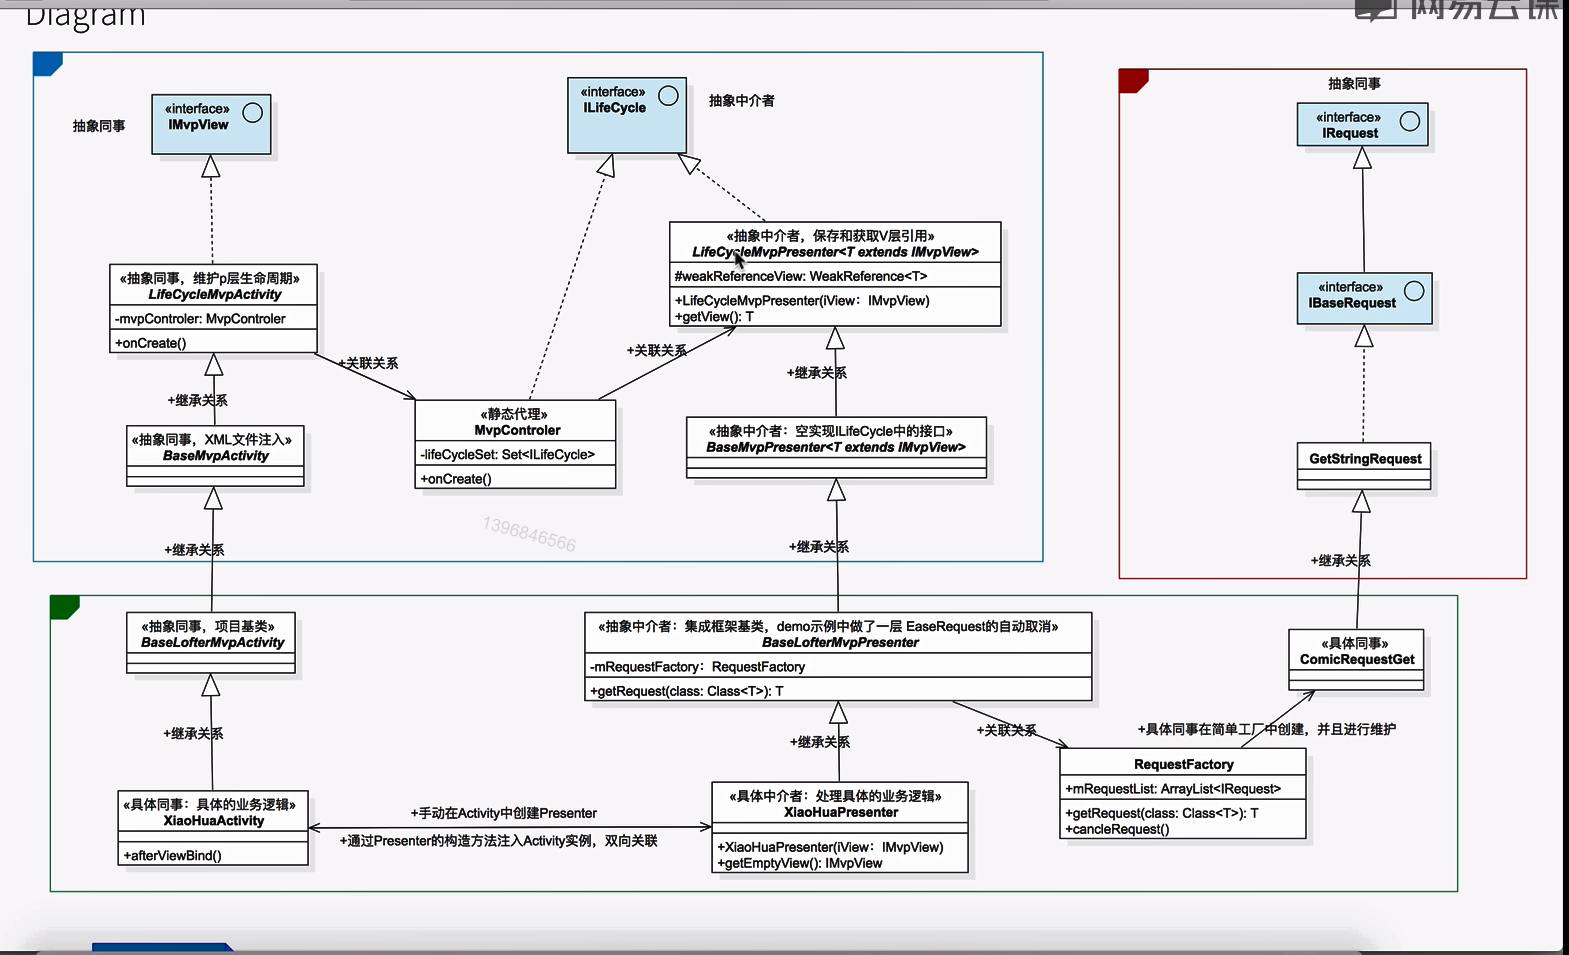 Diagram
网易云课
抽象同事
«interface»
IMvpView
«interface»
ILifeCycle
抽象中介者
«抽象中介者，保存和获取V层引用»
LifeCycleMvpPresenter<T extends IMvpView>
#weakReferenceView: WeakReference<T>
+LifeCycleMvpPresenter(iView：IMvpView)
+getView(): T
«抽象同事，维护p层生命周期»
LifeCycleMvpActivity
-mvpControler: MvpControler
+onCreate()
+关联关系
+关联关系
+继承关系
+继承关系
«静态代理»
MvpControler
-lifeCycleSet: Set<ILifeCycle>
+onCreate()
«抽象同事，XML文件注入»
BaseMvpActivity
«抽象中介者：空实现ILifeCycle中的接口»
BaseMvpPresenter<T extends IMvpView>
1396846566
+继承关系
+继承关系
抽象同事
«interface»
IRequest
«interface»
IBaseRequest
GetStringRequest
+继承关系
«抽象同事，项目基类»
BaseLofterMvpActivity
«抽象中介者：集成框架基类，demo示例中做了一层 EaseRequest的自动取消»
BaseLofterMvpPresenter
-mRequestFactory：RequestFactory
+getRequest(class: Class<T>): T
«具体同事»
ComicRequestGet
+继承关系
+继承关系
+关联关系
+具体同事在简单工厂中创建，并且进行维护
RequestFactory
+mRequestList: ArrayList<IRequest>
+getRequest(class: Class<T>): T
+cancleRequest()
«具体同事：具体的业务逻辑»
XiaoHuaActivity
+afterViewBind()
+手动在Activity中创建Presenter
+通过Presenter的构造方法注入Activity实例，双向关联
«具体中介者：处理具体的业务逻辑»
XiaoHuaPresenter
+XiaoHuaPresenter(iView：IMvpView)
+getEmptyView(): IMvpView